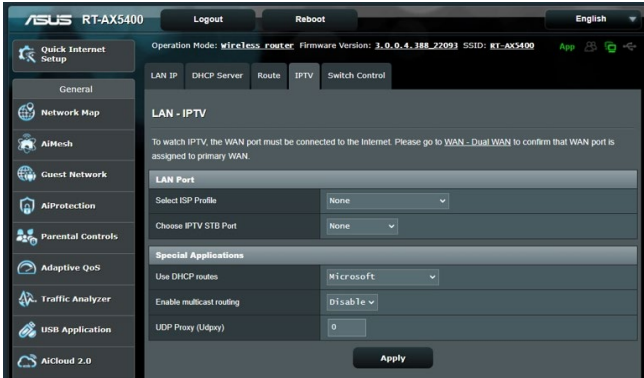 ASUS RT-AX5400 Logout Reboot English
Quick Internet Setup
Operation Mode: Wireless router Firmware Version: 3.0.0.4.388_22093 SSID: RT-AX5400 App
General
Network Map
AiMesh
Guest Network
AiProtection
Parental Controls
Adaptive QoS
Traffic Analyzer
USB Application
AiCloud 2.0
LAN IP DHCP Server Route IPTV Switch Control
LAN - IPTV
To watch IPTV, the WAN port must be connected to the Internet. Please go to WAN - Dual WAN to confirm that WAN port is
assigned to primary WAN.
LAN Port
Select ISP Profile None
Choose IPTV STB Port None
Special Applications
Use DHCP routes Microsoft
Enable multicast routing Disable
UDP Proxy (Udpxy) 0
Apply